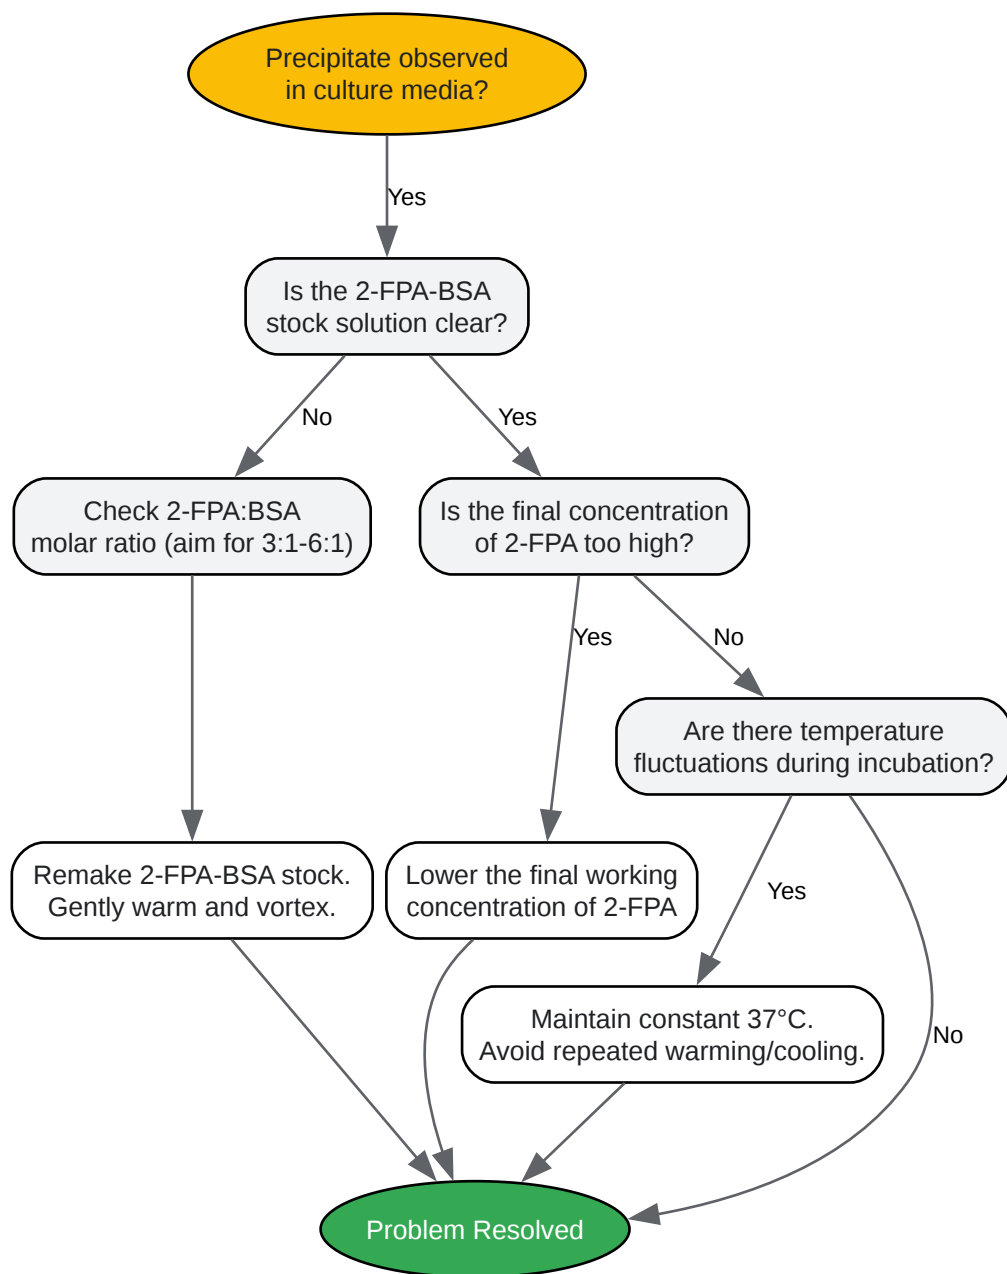 Precipitate observed
in culture media?
Yes
Is the 2-FPA-BSA
stock solution clear?
No
Yes
Check 2-FPA:BSA
molar ratio (aim for 3:1-6:1)
Is the final concentration
of 2-FPA too high?
Yes
No
Are there temperature
fluctuations during incubation?
Remake 2-FPA-BSA stock.
Gently warm and vortex.
Lower the final working
concentration of 2-FPA
Yes
Maintain constant 37°C.
Avoid repeated warming/cooling.
No
Problem Resolved